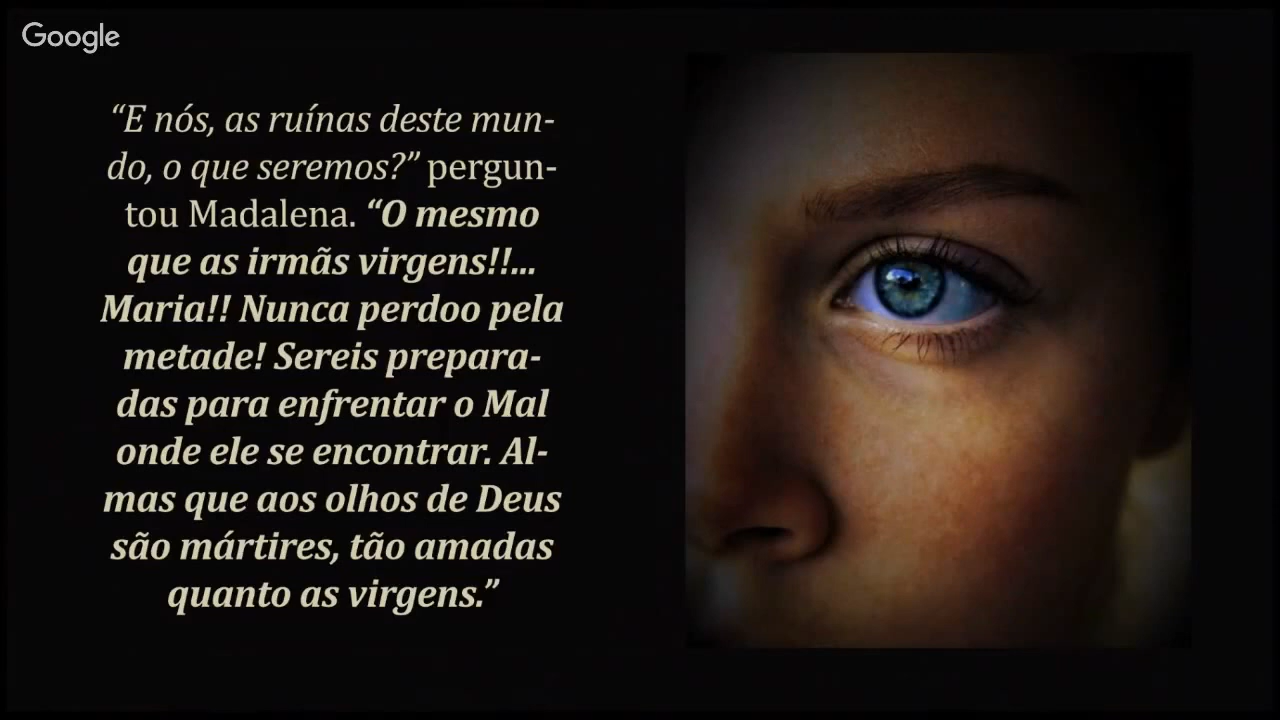 Google
“E nós, as ruínas deste mun-
do, o que seremos?” pergun-
tou Madalena. “O mesmo
que as irmãs virgens!!...
Maria!! Nunca perdoo pela
metade! Sereis prepara-
das para enfrentar o Mal
onde ele se encontrar. Al-
mas que aos olhos de Deus
são mártires, tão amadas
quanto as virgens.”